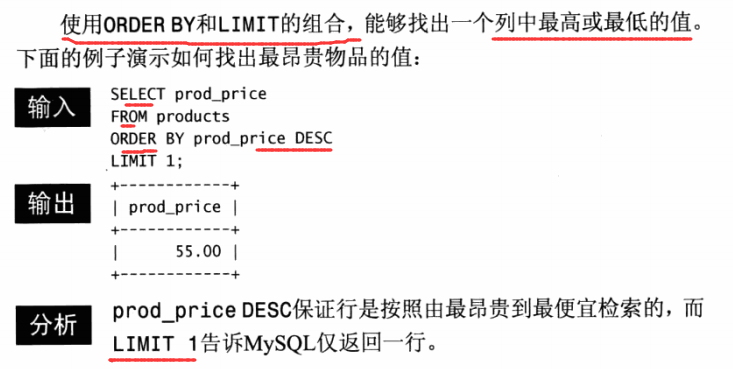 使用ORDER BY和LIMIT的组合，能够找出一个列中最高或最低的值。
下面的例子演示如何找出最昂贵物品的值：
输入
SELECT prod_price
FROM products
ORDER BY prod_price DESC
LIMIT 1;
输出
+------------+
| prod_price |
+------------+
|      55.00 |
+------------+
分析
prod_price DESC保证行是按照由最昂贵到最便宜检索的，而
LIMIT 1告诉MySQL仅返回一行。